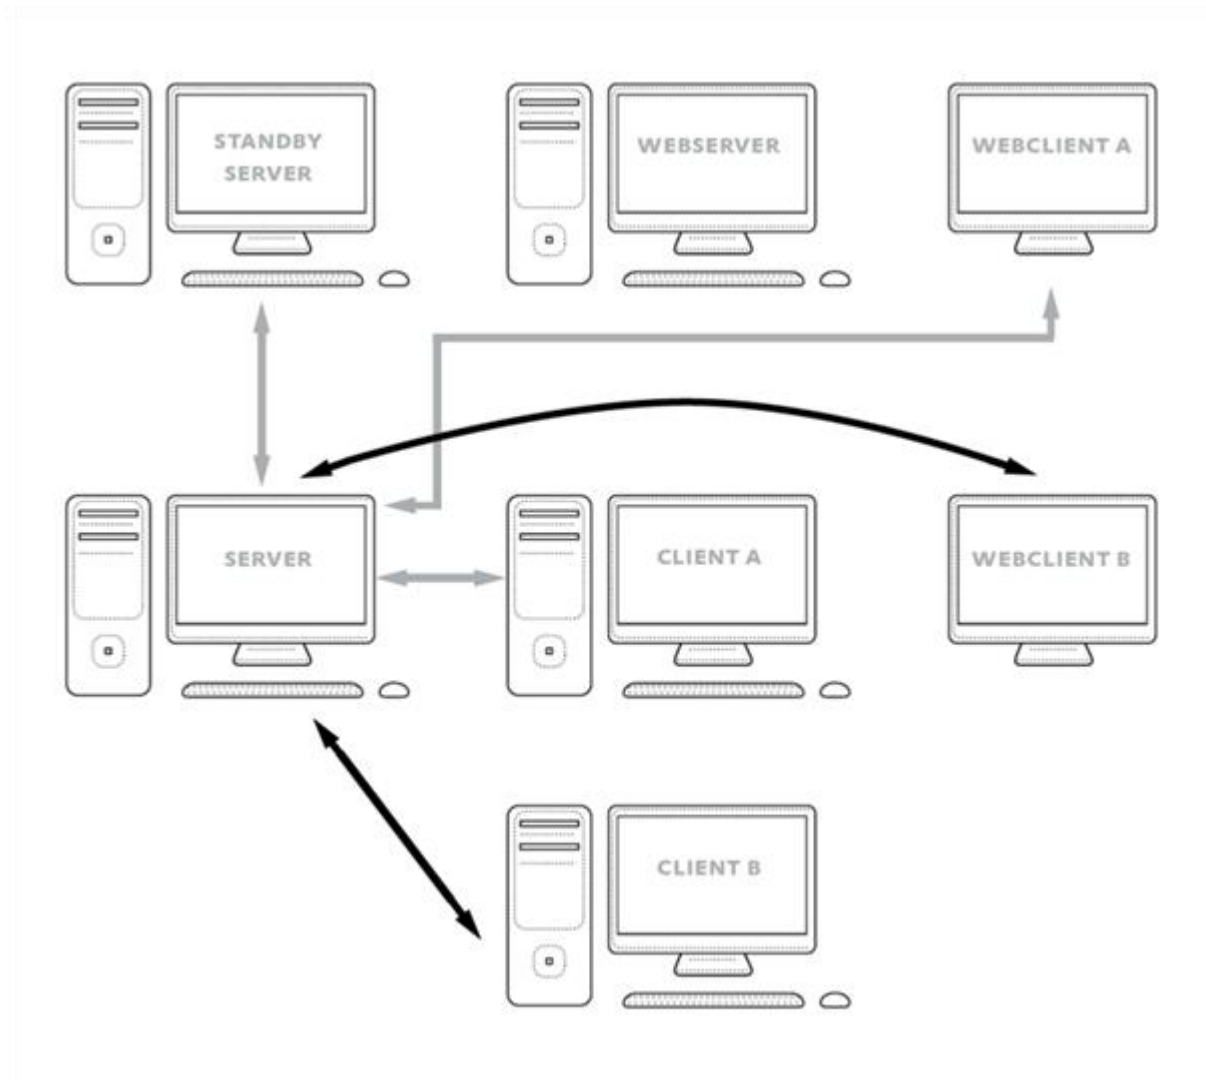 STANDBY
SERVER
WEBSERVER
WEBCLIENT A
SERVER
CLIENT A
WEBCLIENT B
CLIENT B